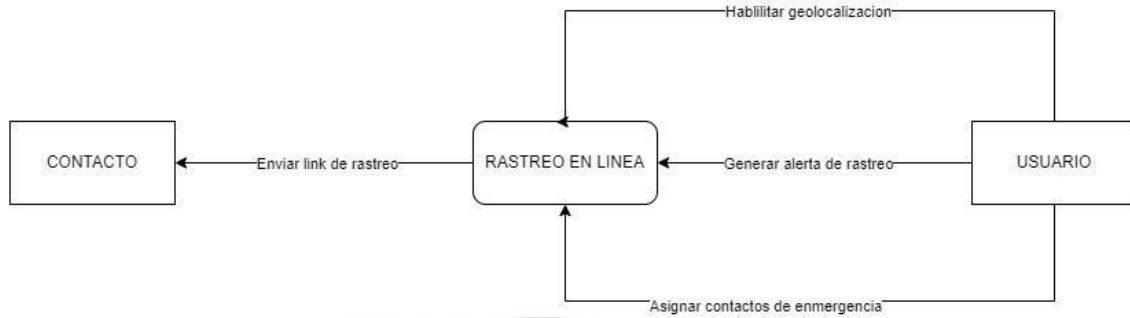 Hablilitar geolocalizacion
CONTACTO
Enviar link de rastreo
RASTREO EN LINEA
Generar alerta de rastreo
USUARIO
Asignar contactos de enmergencia